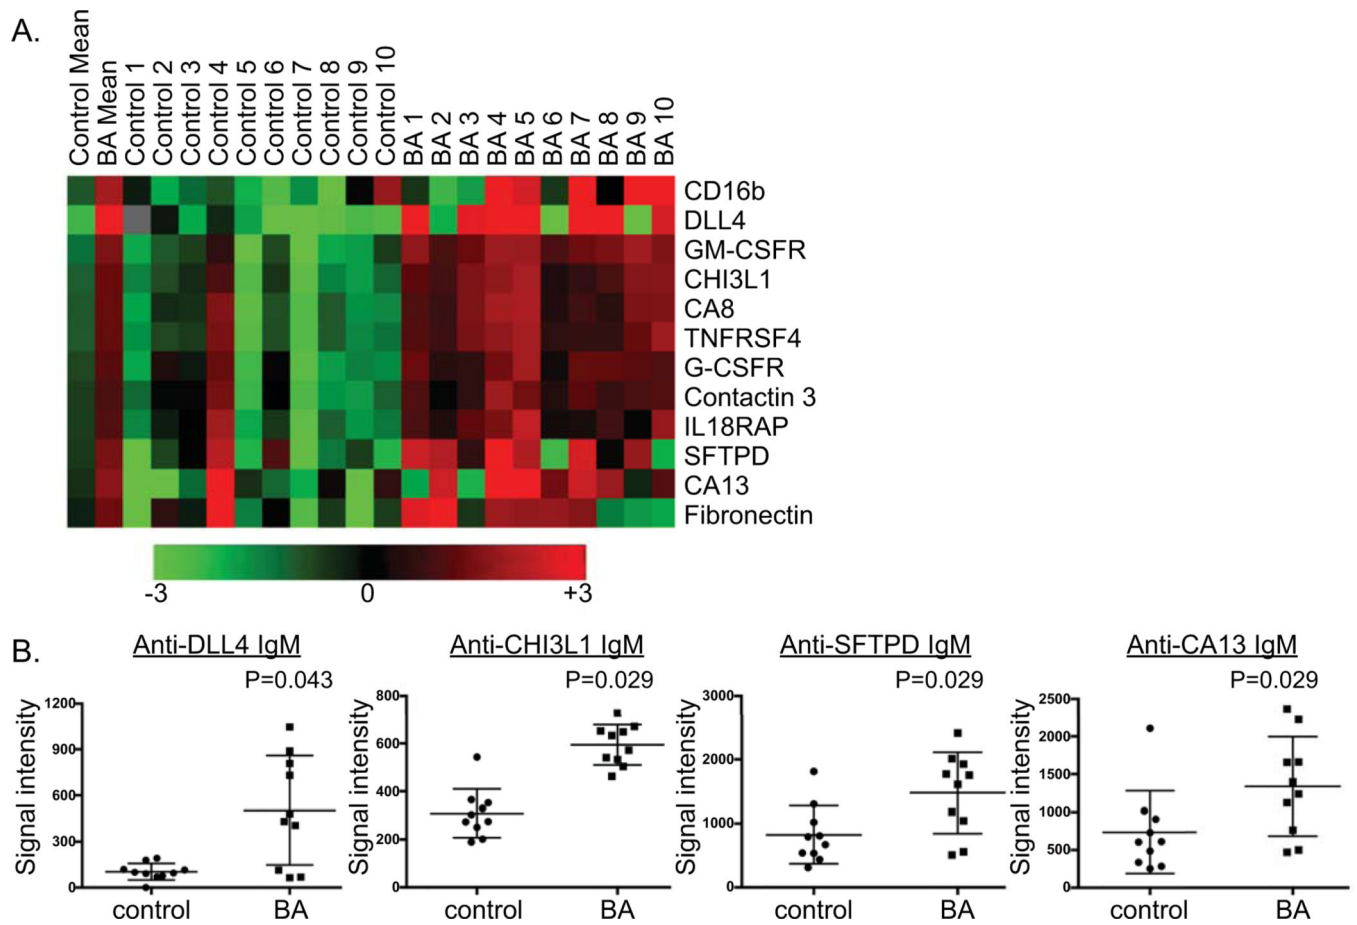 A.
Control Mean
BA Mean
Control 1
Control 2
Control 3
Control 4
Control 5
Control 6
Control 7
Control 8
Control 9
Control 10
BA 1
BA 2
BA 3
BA 4
BA 5
BA 6
BA 7
BA 8
BA 9
BA 10
CD16b
DLL4
GM-CSFR
CHI3L1
CA8
TNFRSF4
G-CSFR
Contactin 3
IL18RAP
SFTPD
CA13
Fibronectin
-3 0 +3
B.
Anti-DLL4 IgM
P=0.043
Signal intensity
1200
900
600
300
0
control BA
Anti-CHI3L1 IgM
P=0.029
Signal intensity
800
600
400
200
0
control BA
Anti-SFTPD IgM
P=0.029
Signal intensity
3000
2000
1000
0
control BA
Anti-CA13 IgM
P=0.029
Signal intensity
2500
2000
1500
1000
500
0
control BA